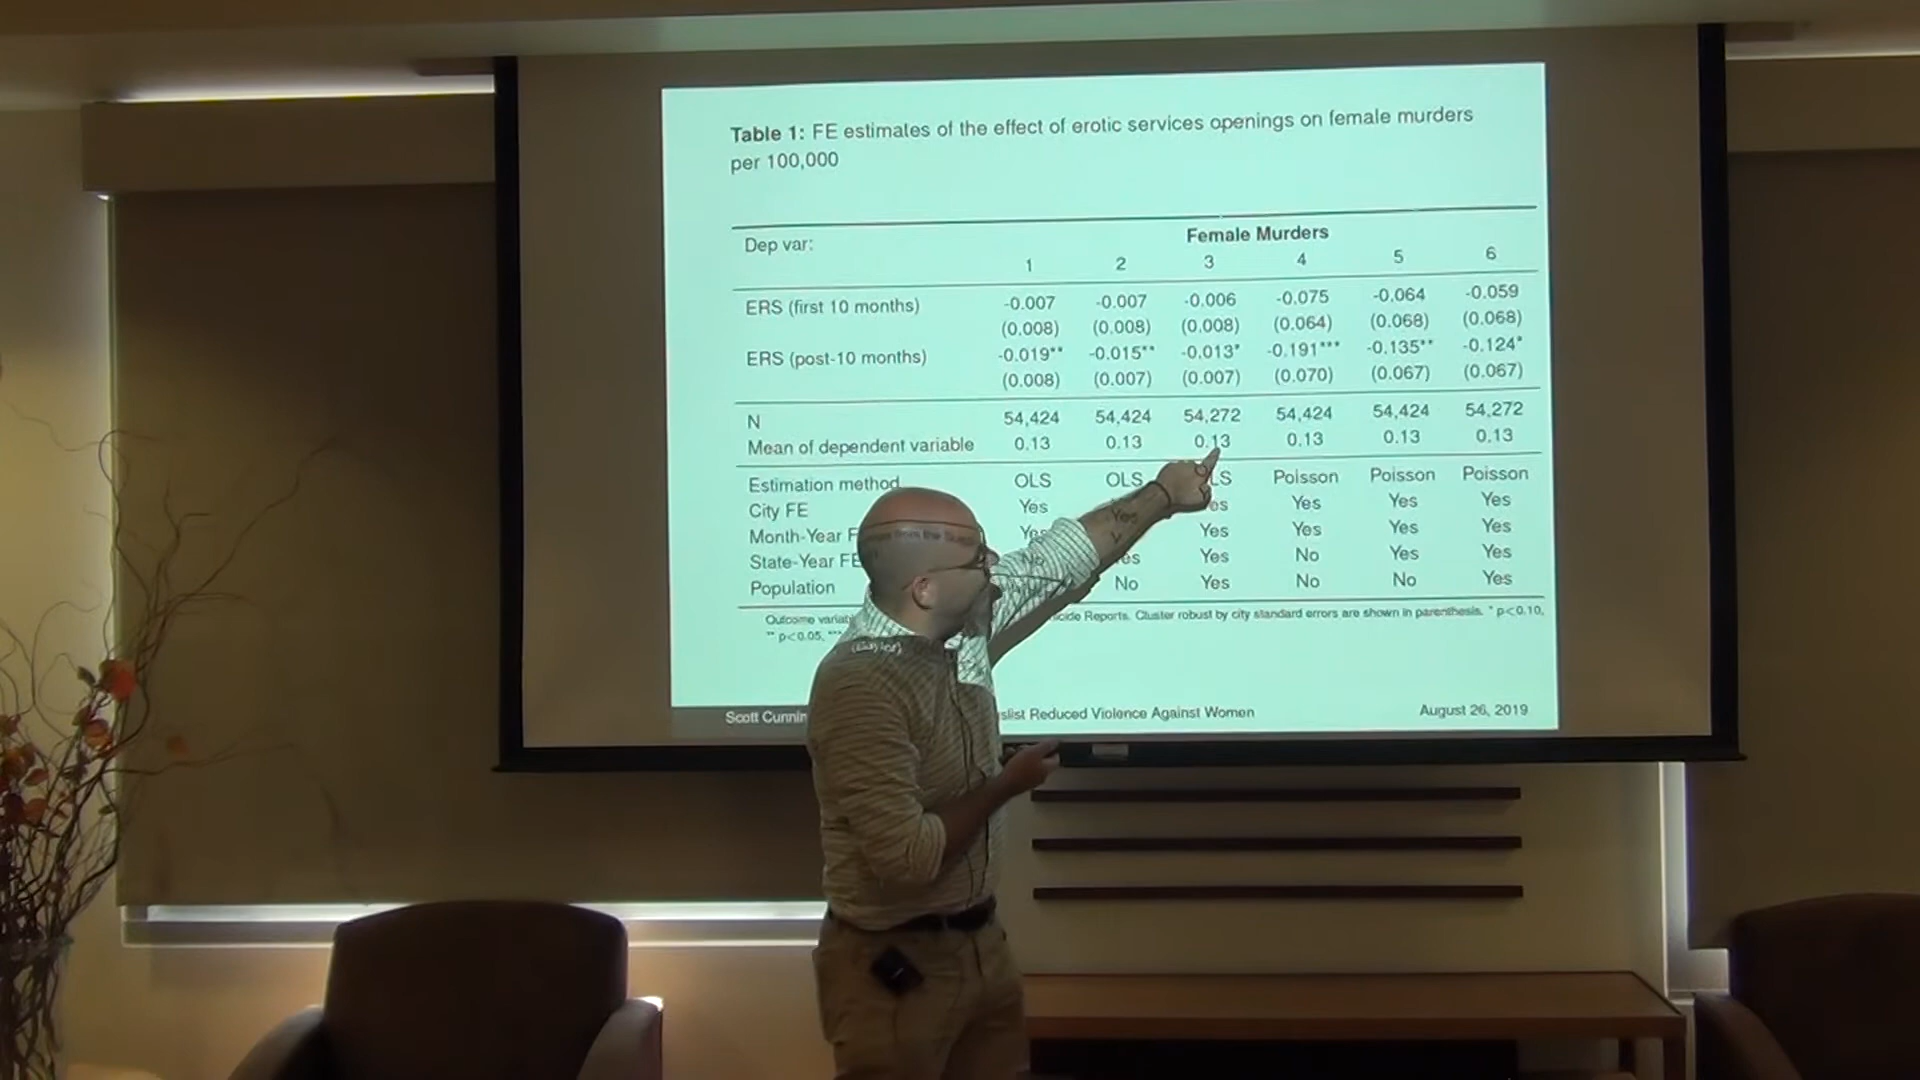 Table 1: FE estimates of the effect of erotic services openings on female murders
per 100,000
Dep var: Female Murders
1 2 3 4 5 6
ERS (first 10 months) -0.007 -0.007 -0.006 -0.075 -0.064 -0.059
(0.008) (0.008) (0.008) (0.064) (0.068) (0.068)
ERS (post-10 months) -0.019** -0.015** -0.013* -0.191*** -0.135** -0.124*
(0.008) (0.007) (0.007) (0.070) (0.067) (0.067)
N 54,424 54,424 54,272 54,424 54,424 54,272
Mean of dependent variable 0.13 0.13 0.13 0.13 0.13 0.13
Estimation method OLS OLS OLS Poisson Poisson Poisson
City FE Yes Yes Yes Yes Yes Yes
Month-Year Yes Yes Yes Yes Yes
State-Year FE No Yes Yes No Yes Yes
Population No Yes No No Yes
Outcome Reports. Cluster robust by city standard errors are shown in parenthesis. * p<0.10,
** p<0.05, ***
Scott Reduced Violence Against Women August 26, 2019